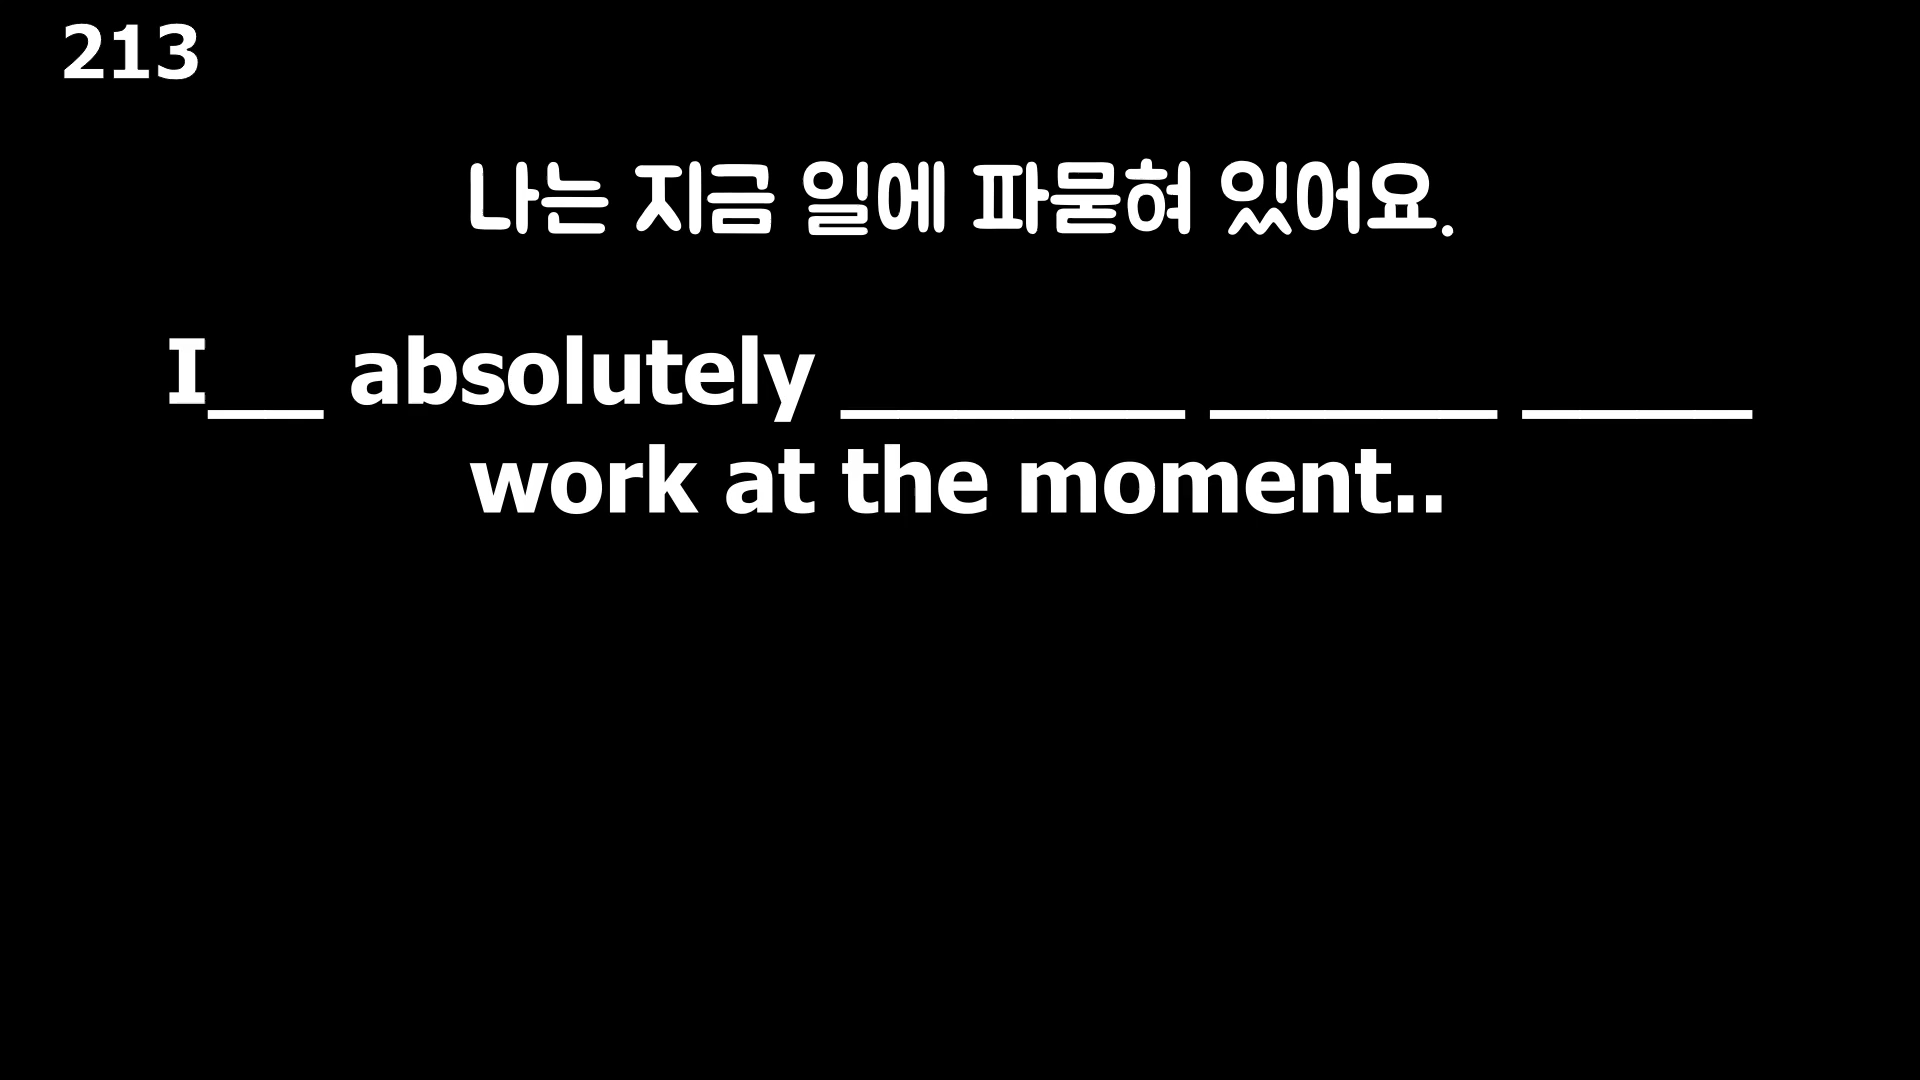 213
나는 지금 일에 파묻혀 있어요.
I__ absolutely ______ _____ ____
work at the moment..